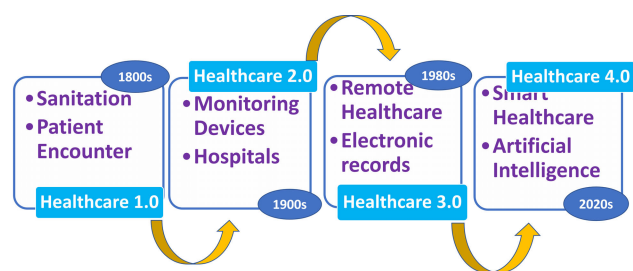 1800s
• Sanitation
• Patient
Encounter
Healthcare 1.0
Healthcare 2.0
• Monitoring
Devices
• Hospitals
1900s
1980s
• Remote
Healthcare
• Electronic
records
Healthcare 3.0
Healthcare 4.0
• Smart
Healthcare
• Artificial
Intelligence
2020s